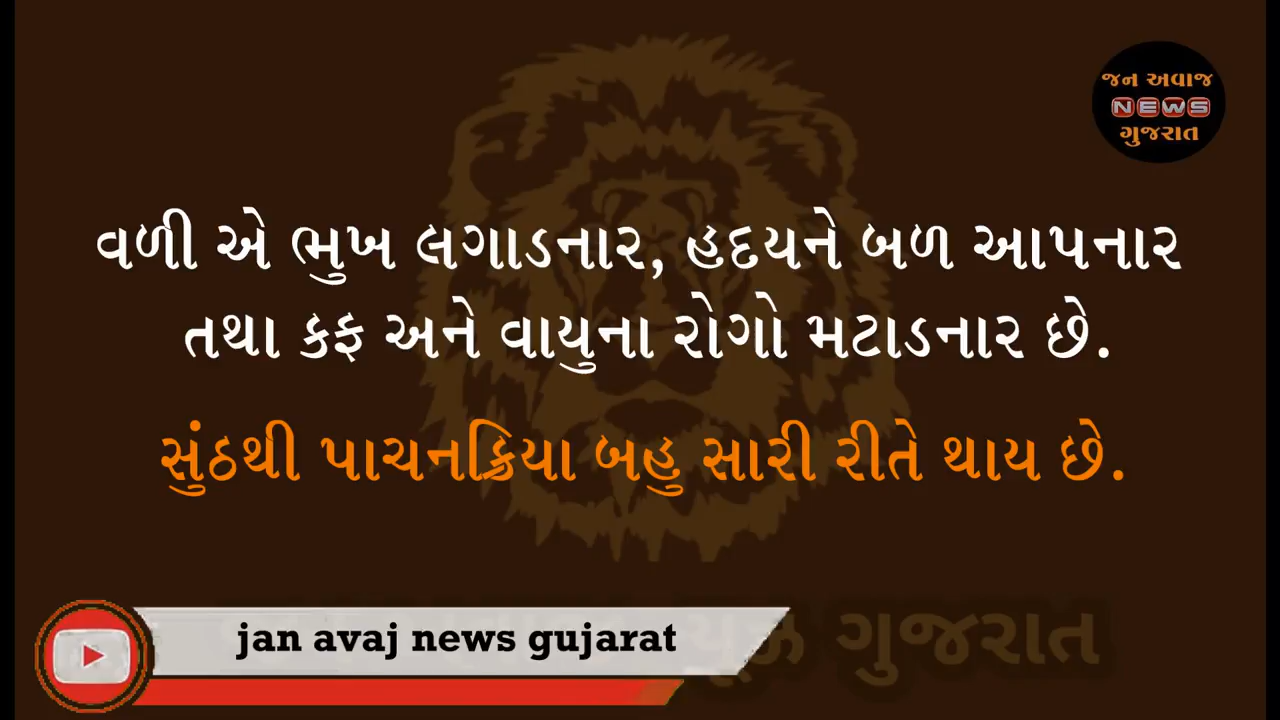 જન અવાજ
NEWS
ગુજરાત
વળી એ ભુખ લગાડનાર, હદયને બળ આપનાર
તથા કફ અને વાયુના રોગો મટાડનાર છે.
સુંઠથી પાચનક્રિયા બહુ સારી રીતે થાય છે.
jan avaj news gujarat
ગુજરાત